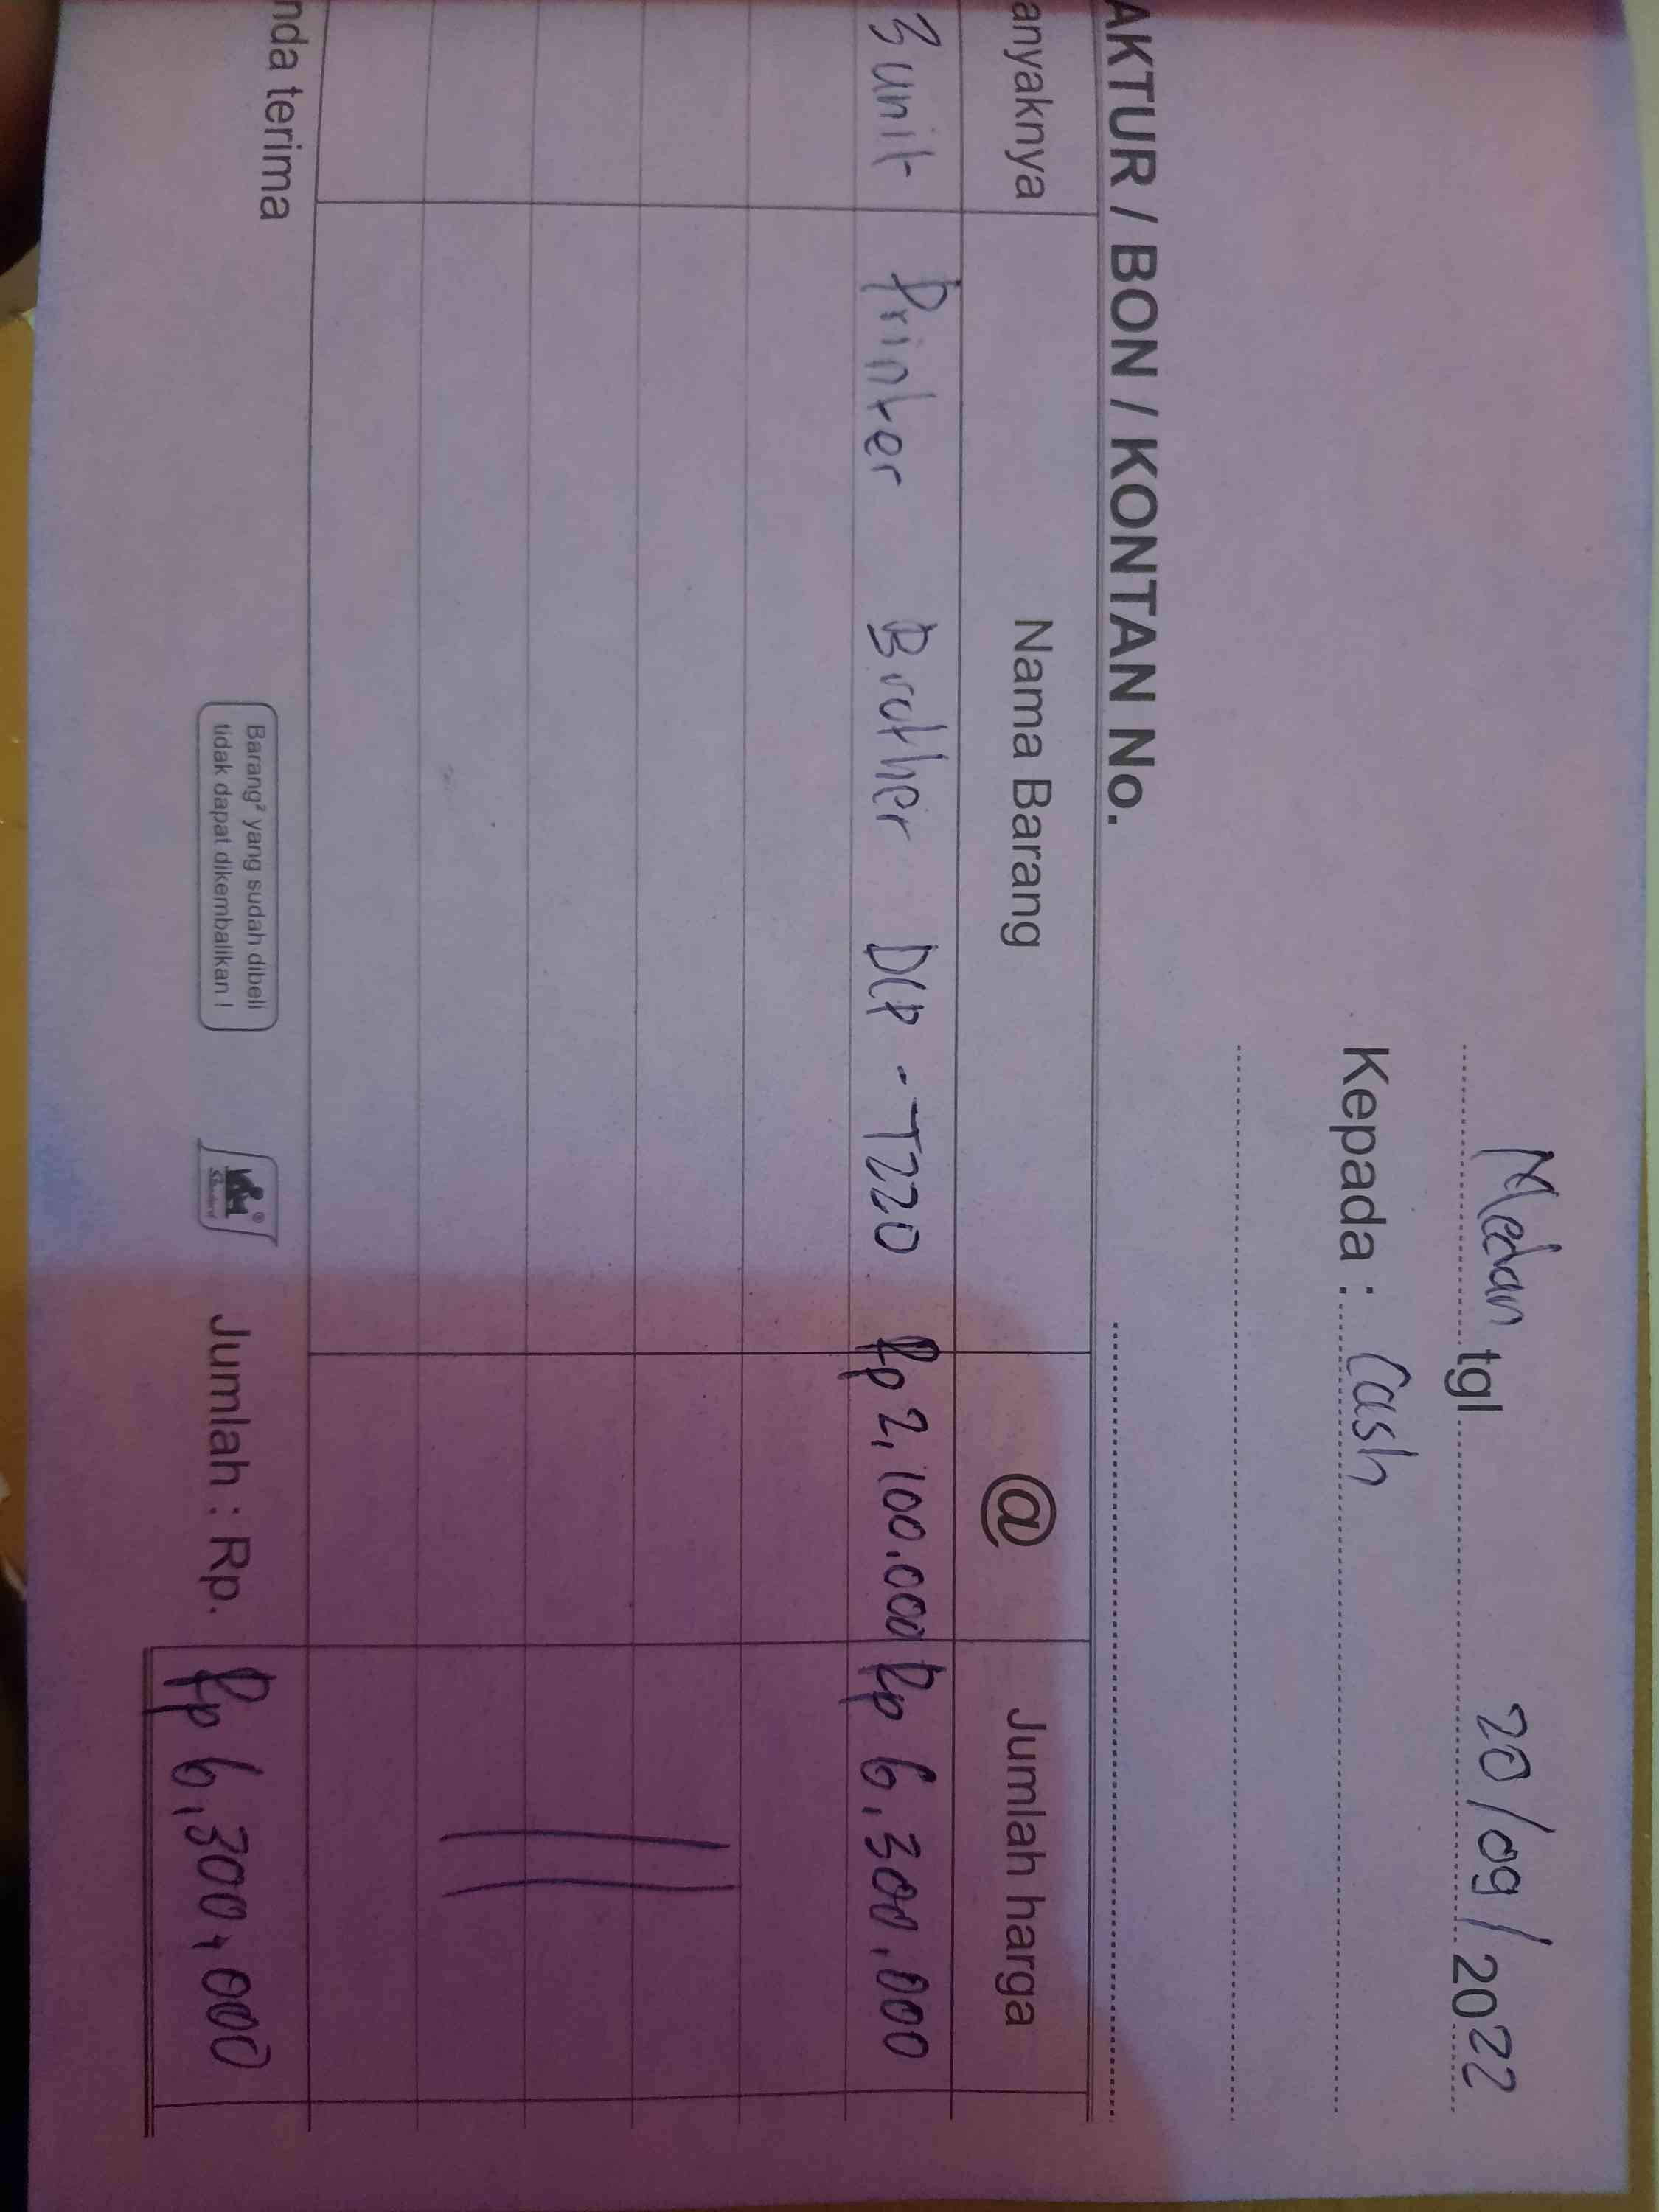 Medan tgl 20/09/2022
Kepada : Cash
AKTUR / BON / KONTAN No.
anyaknya Nama Barang @ Jumlah harga
3 unit Printer Brother DCP - T220 Rp 2,100.000 Rp 6.300.000
nda terima
Barang² yang sudah dibeli
tidak dapat dikembalikan !
Jumlah : Rp. Rp 6,300,000